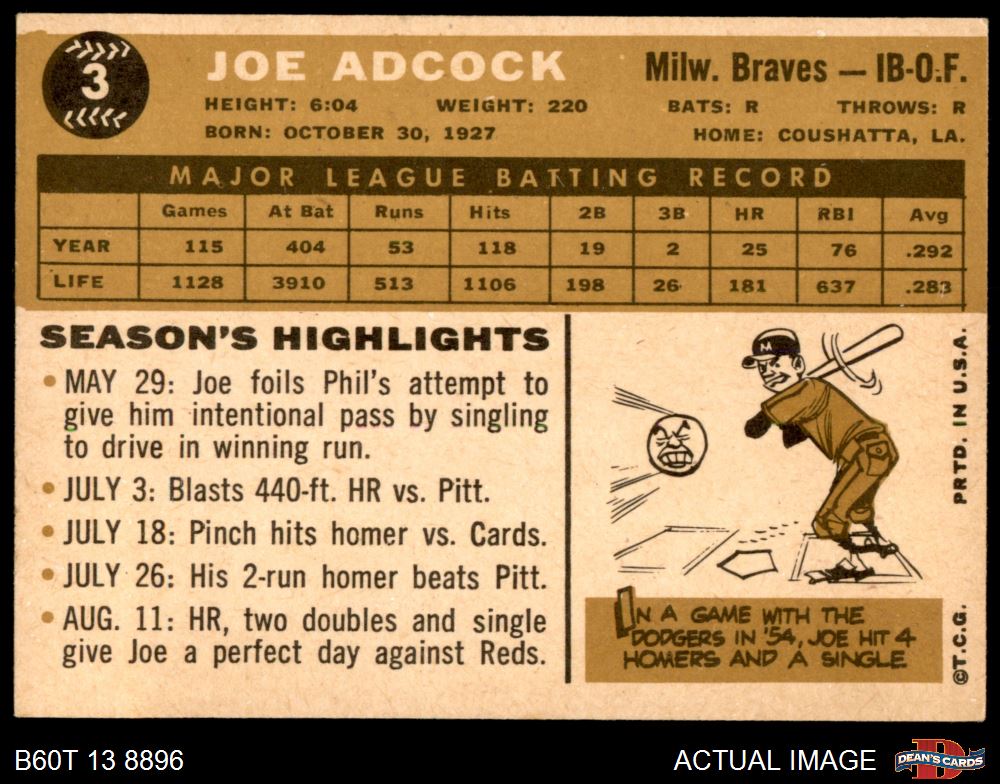 3
JOE ADCOCK
Milw. Braves — IB-O.F.
HEIGHT: 6:04 WEIGHT: 220 BATS: R THROWS: R
BORN: OCTOBER 30, 1927 HOME: COUSHATTA, LA.
MAJOR LEAGUE BATTING RECORD
Games At Bat Runs Hits 2B 3B HR RBI Avg
YEAR 115 404 53 118 19 2 25 76 .292
LIFE 1128 3910 513 1106 198 26 181 637 .283
SEASON'S HIGHLIGHTS
• MAY 29: Joe foils Phil's attempt to
give him intentional pass by singling
to drive in winning run.
• JULY 3: Blasts 440-ft. HR vs. Pitt.
• JULY 18: Pinch hits homer vs. Cards.
• JULY 26: His 2-run homer beats Pitt.
• AUG. 11: HR, two doubles and single
give Joe a perfect day against Reds.
M
IN A GAME WITH THE
DODGERS IN '54, JOE HIT 4
HOMERS AND A SINGLE
PRTD. IN U.S.A.
©T.C.G.
B60T 13 8896
ACTUAL IMAGE
D
DEAN'S CARDS